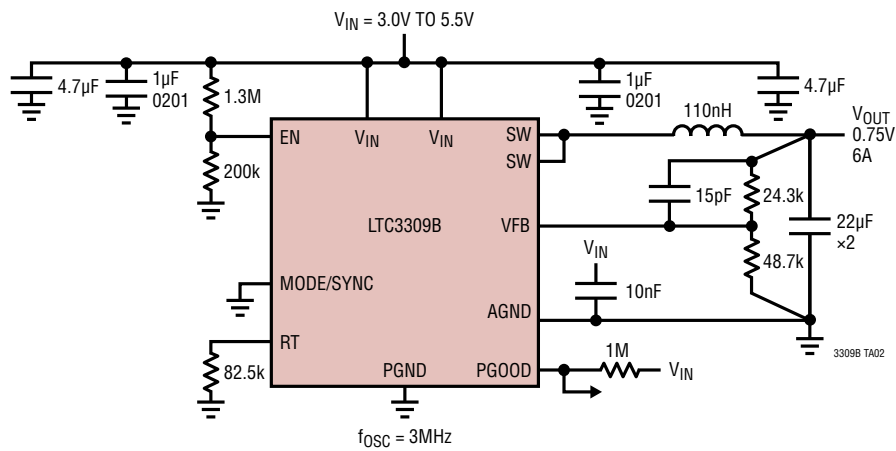 VIN = 3.0V TO 5.5V
4.7µF
1µF
0201
1.3M
1µF
0201
4.7µF
110nH
VOUT
0.75V
6A
EN
VIN
VIN
SW
SW
200k
15pF
24.3k
22µF
×2
LTC3309B
VFB
VIN
48.7k
MODE/SYNC
10nF
AGND
RT
1M
3309B TA02
82.5k
PGND
PGOOD
VIN
fOSC = 3MHz